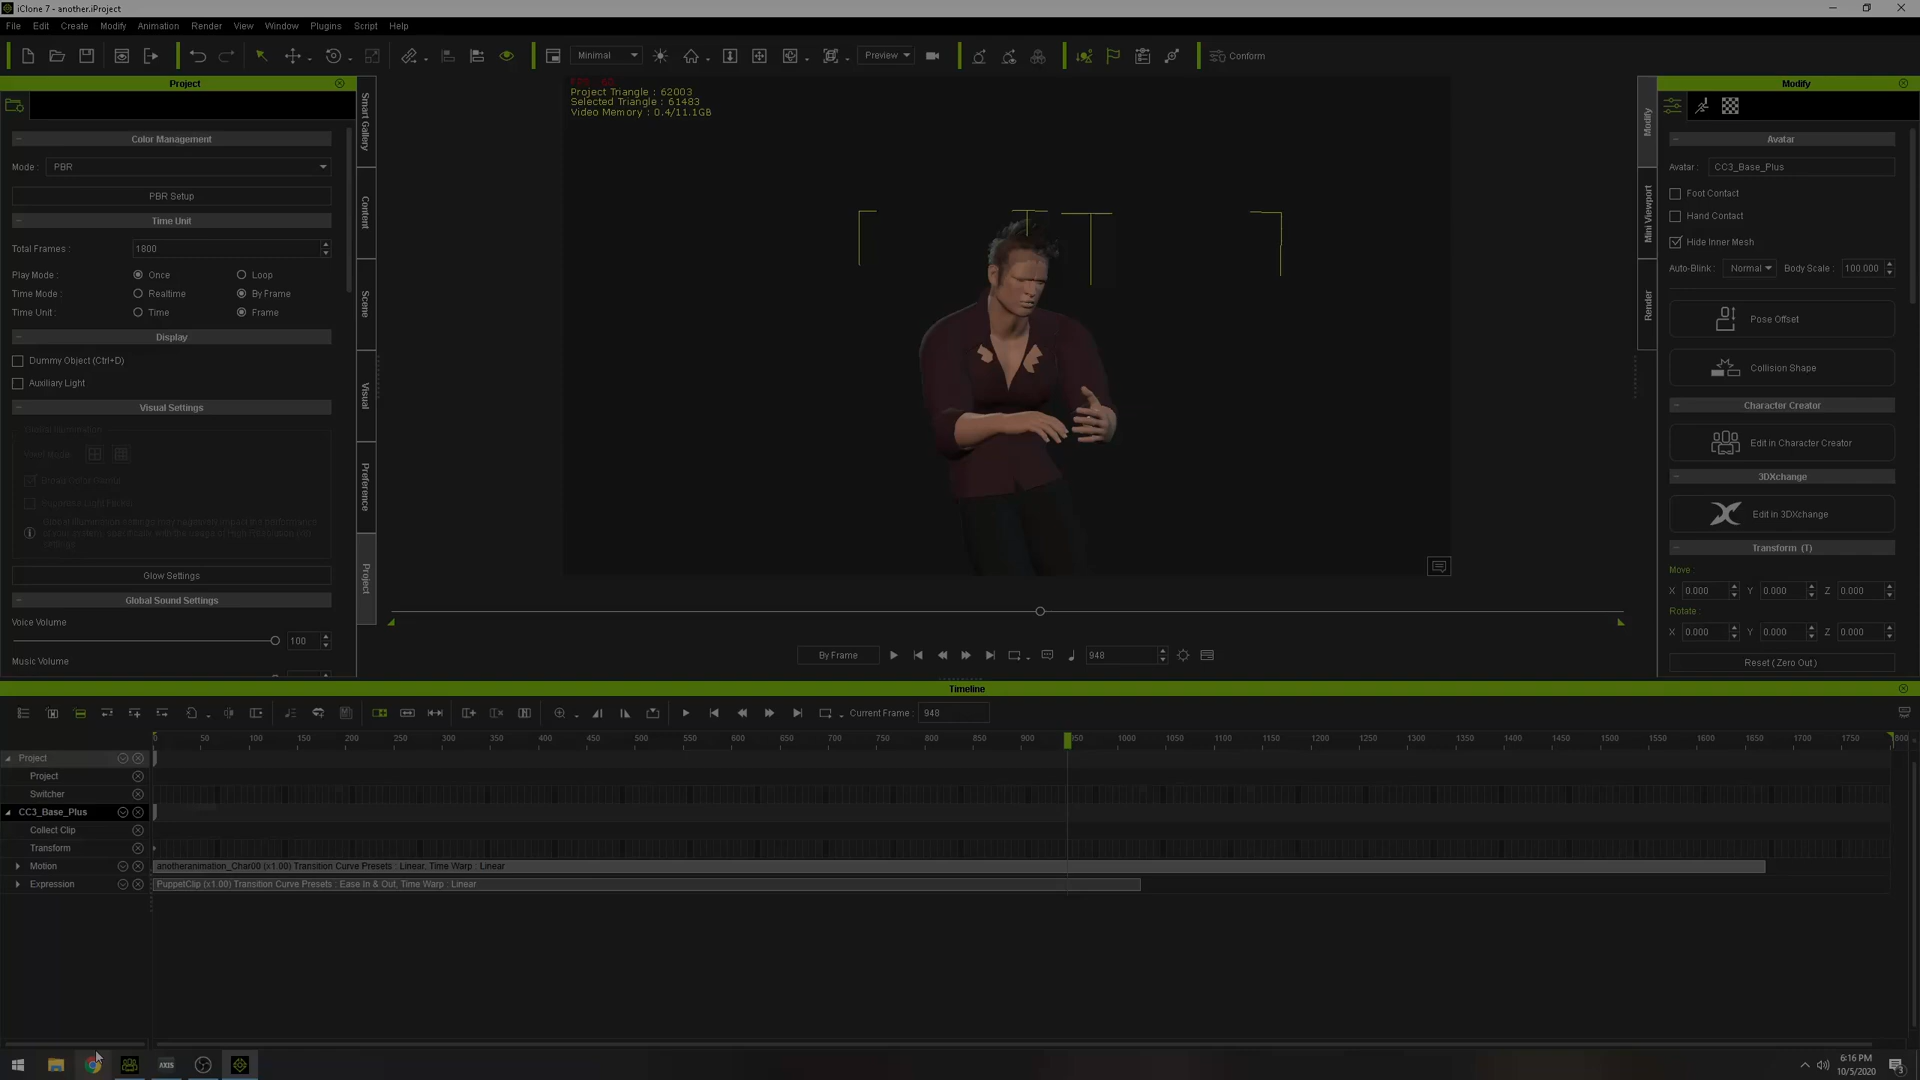 iClone 7 - another.iProject
File Edit Create Modify Animation Render View Window Plugins Script Help
Minimal
Preview
Conform
Project
Color Management
Mode : PBR
PBR Setup
Time Unit
Total Frames : 1800
Play Mode : Once Loop
Time Mode : Realtime By Frame
Time Unit : Time Frame
Display
Dummy Object (Ctrl+D)
Auxiliary Light
Visual Settings
Glow Settings
Global Sound Settings
Voice Volume
100
Music Volume
Smart Gallery
Content
Scene
Visual
Preference
Project
Project Triangle : 62003
Selected Triangle : 61483
Video Memory : 0.4/11.1GB
By Frame
948
Modify
Mini Viewport
Render
Modify
Avatar
Avatar : CC3_Base_Plus
Foot Contact
Hand Contact
Hide Inner Mesh
Auto-Blink : Normal Body Scale : 100.000
Pose Offset
Collision Shape
Character Creator
Edit in Character Creator
3DXchange
Edit in 3DXchange
Transform (T)
Move :
X 0.000 Y 0.000 Z 0.000
Rotate :
X 0.000 Y 0.000 Z 0.000
Reset ( Zero Out )
Timeline
Current Frame : 948
0 50 100 150 200 250 300 350 400 450 500 550 600 650 700 750 800 850 900 950 1000 1050 1100 1150 1200 1250 1300 1350 1400 1450 1500 1550 1600 1650 1700 1750 1800
Project
Project
Switcher
CC3_Base_Plus
Collect Clip
Transform
Motion anotheranimation_Char00 (x1.00) Transition Curve Presets : Linear, Time Warp : Linear
Expression PuppetClip (x1.00) Transition Curve Presets : Ease In & Out, Time Warp : Linear
AXIS
6:16 PM
10/5/2020
3